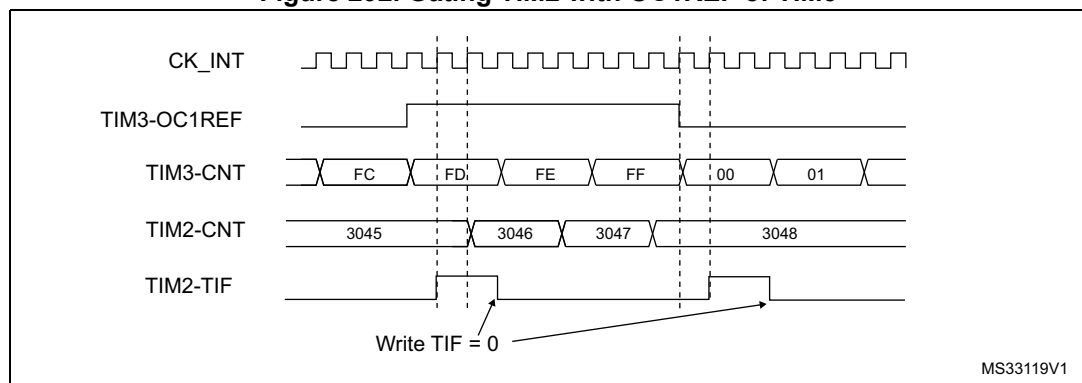 Figure 202. Gating TIM2 with OC1REF of TIM3
CK_INT
TIM3-OC1REF
TIM3-CNT FC FD FE FF 00 01
TIM2-CNT 3045 3046 3047 3048
TIM2-TIF
Write TIF = 0
MS33119V1